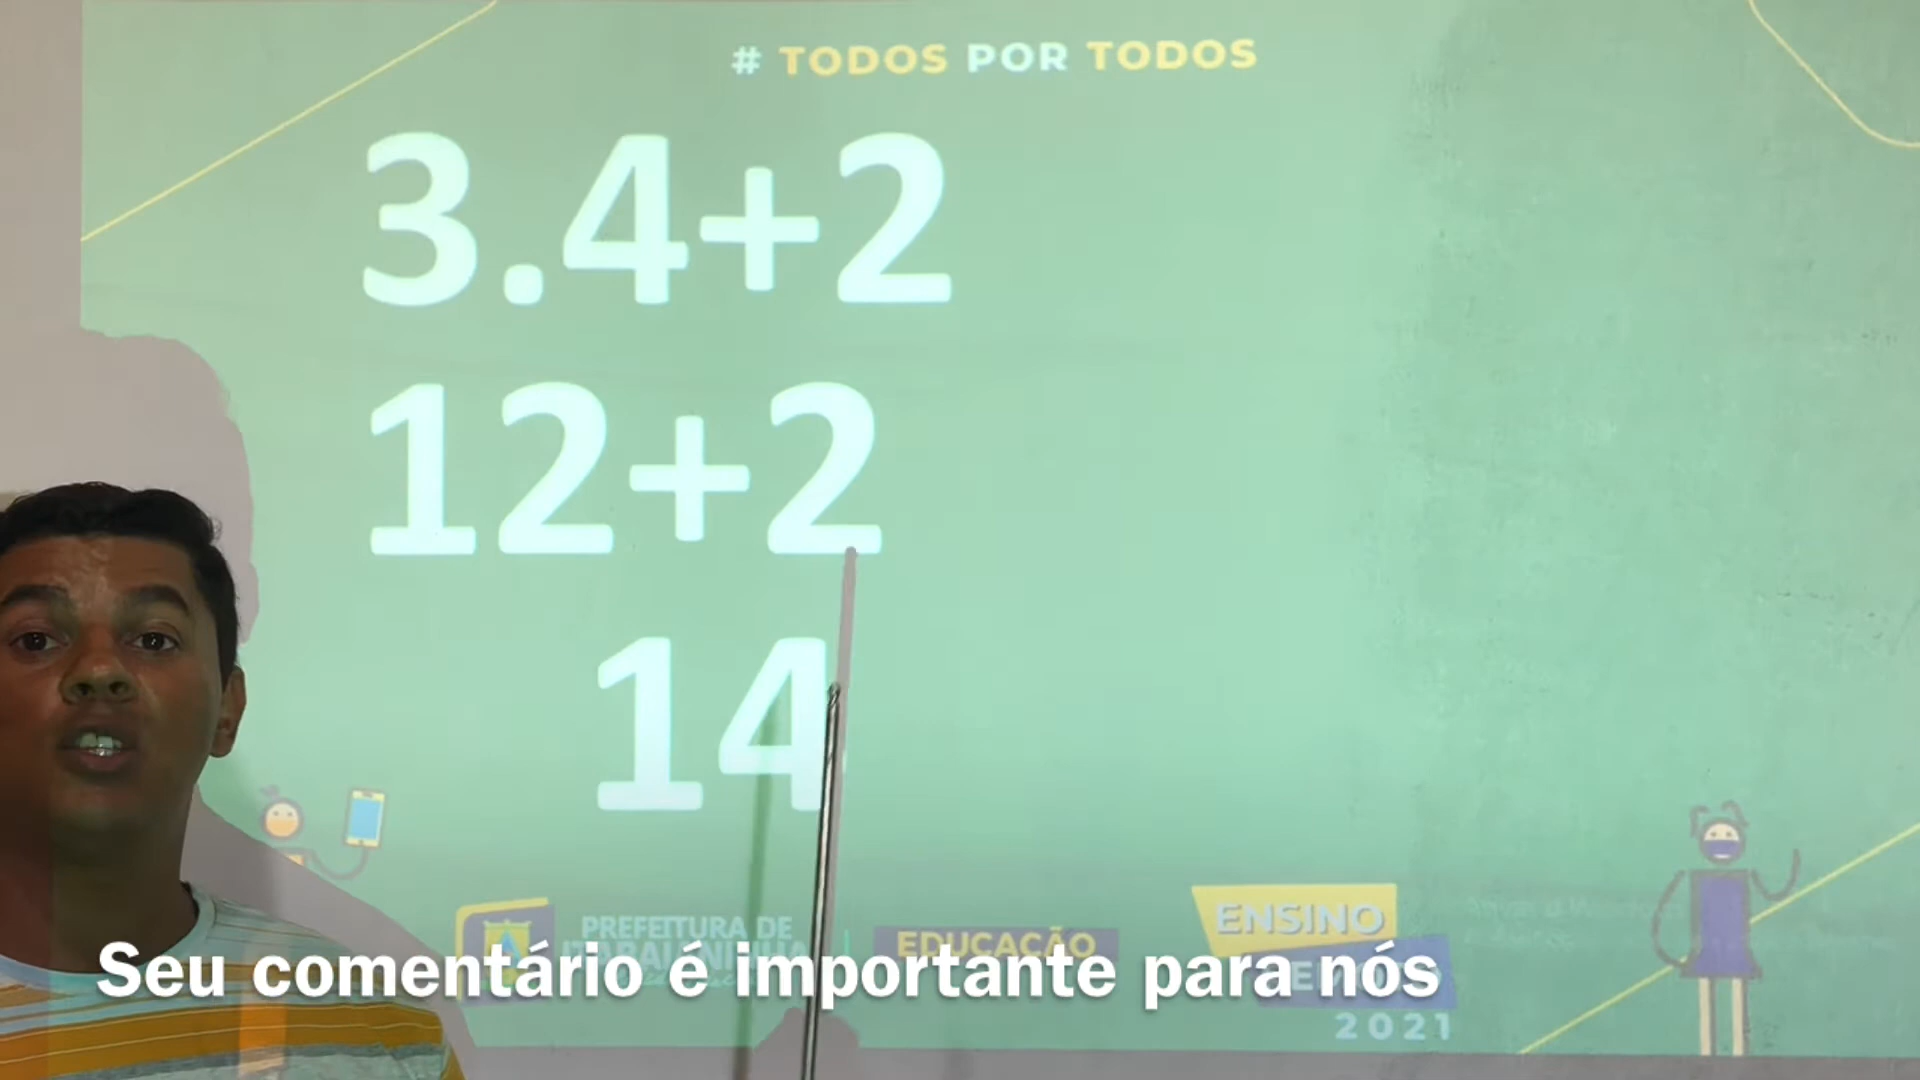 # TODOS POR TODOS
3.4+2
12+2
14
PREFEITURA DE
EDUCAÇÃO
ENSINO
2021
Seu comentário é importante para nós